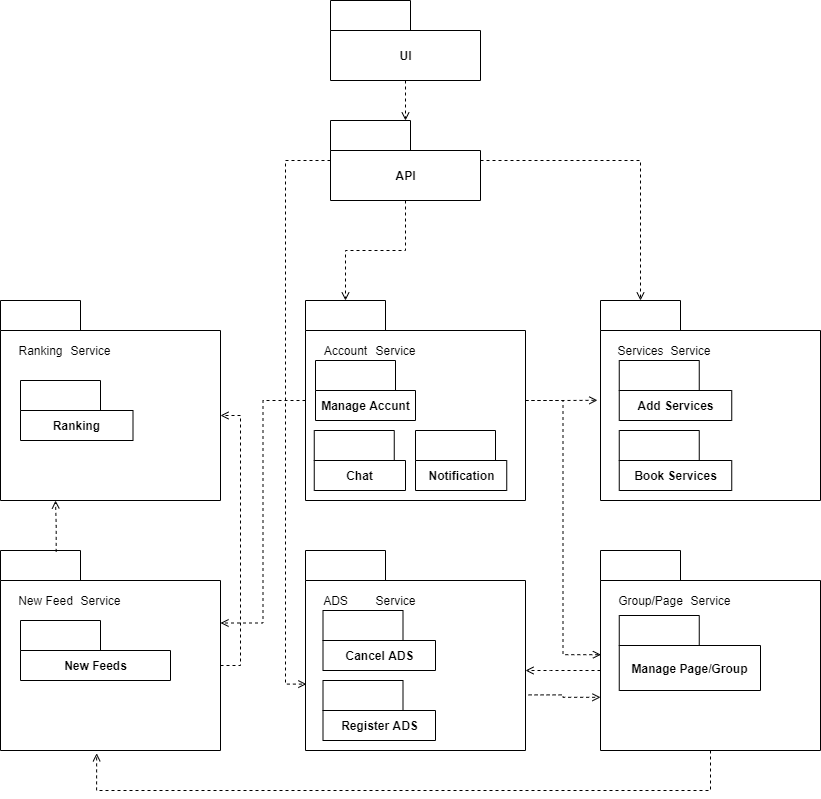 UI
API
Ranking Service
Ranking
Account Service
Manage Accunt
Chat
Notification
Services Service
Add Services
Book Services
New Feed Service
New Feeds
ADS Service
Cancel ADS
Register ADS
Group/Page Service
Manage Page/Group